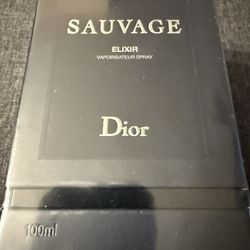 SAUVAGE
ELIXIR
VAPORISATEUR SPRAY
Dior
100ml